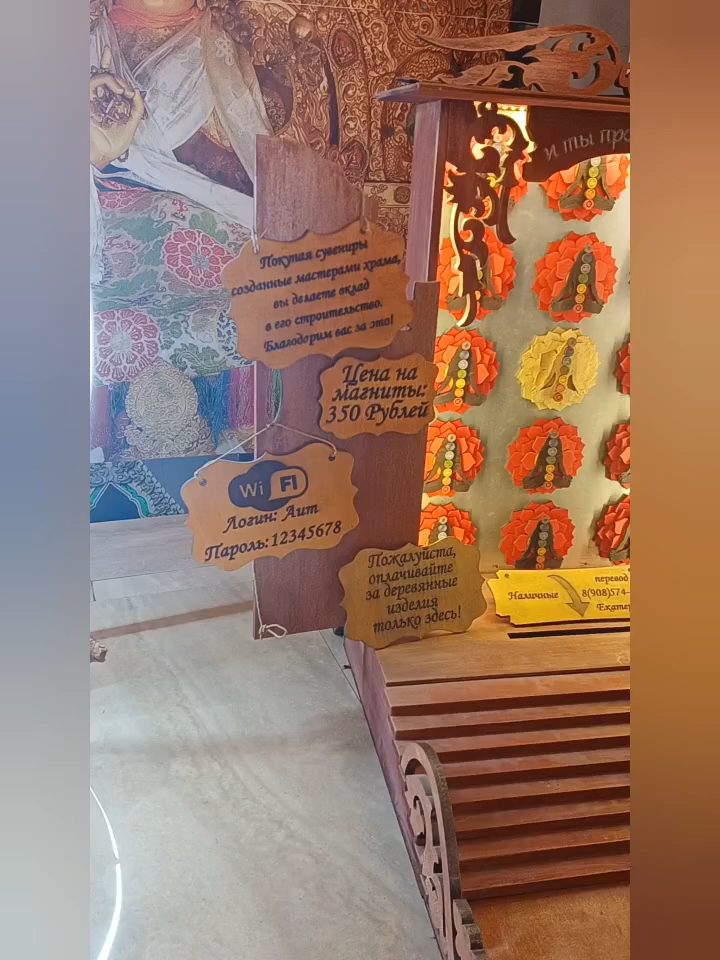 и ты про
Покупая сувениры
созданные мастерами храма,
вы делаете вклад
в его строительство.
Благодорим вас за это!
Цена на
магниты:
350 Рублей
Wi Fi
Логин: Аит
Пароль:12345678
Пожалуйста,
оплачивайте
за деревянные
изделия
только здесь!
перевод
Наличные 8(908)574-
Екатер